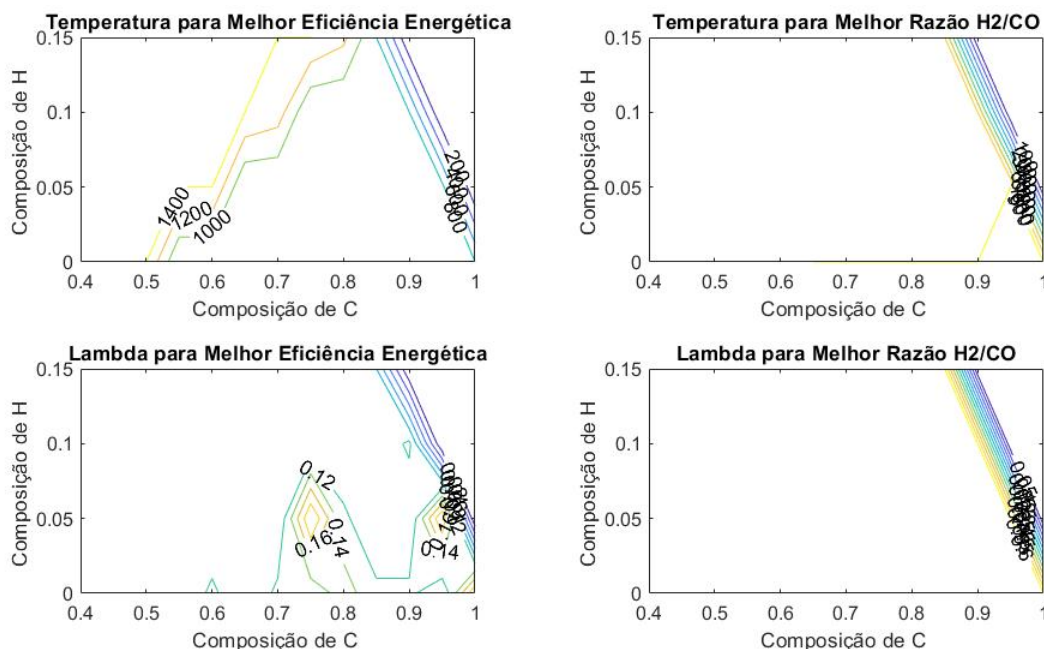 Temperatura para Melhor Eficiência Energética
0.15
0.1
0.05
0
Composição de H
1400
1200
1000
0.4 0.5 0.6 0.7 0.8 0.9 1
Composição de C
Temperatura para Melhor Razão H2/CO
0.15
0.1
0.05
0
Composição de H
0.4 0.5 0.6 0.7 0.8 0.9 1
Composição de C
Lambda para Melhor Eficiência Energética
0.15
0.1
0.05
0
Composição de H
0.12
0.16
0.14
0.14
0.4 0.5 0.6 0.7 0.8 0.9 1
Composição de C
Lambda para Melhor Razão H2/CO
0.15
0.1
0.05
0
Composição de H
0.4 0.5 0.6 0.7 0.8 0.9 1
Composição de C